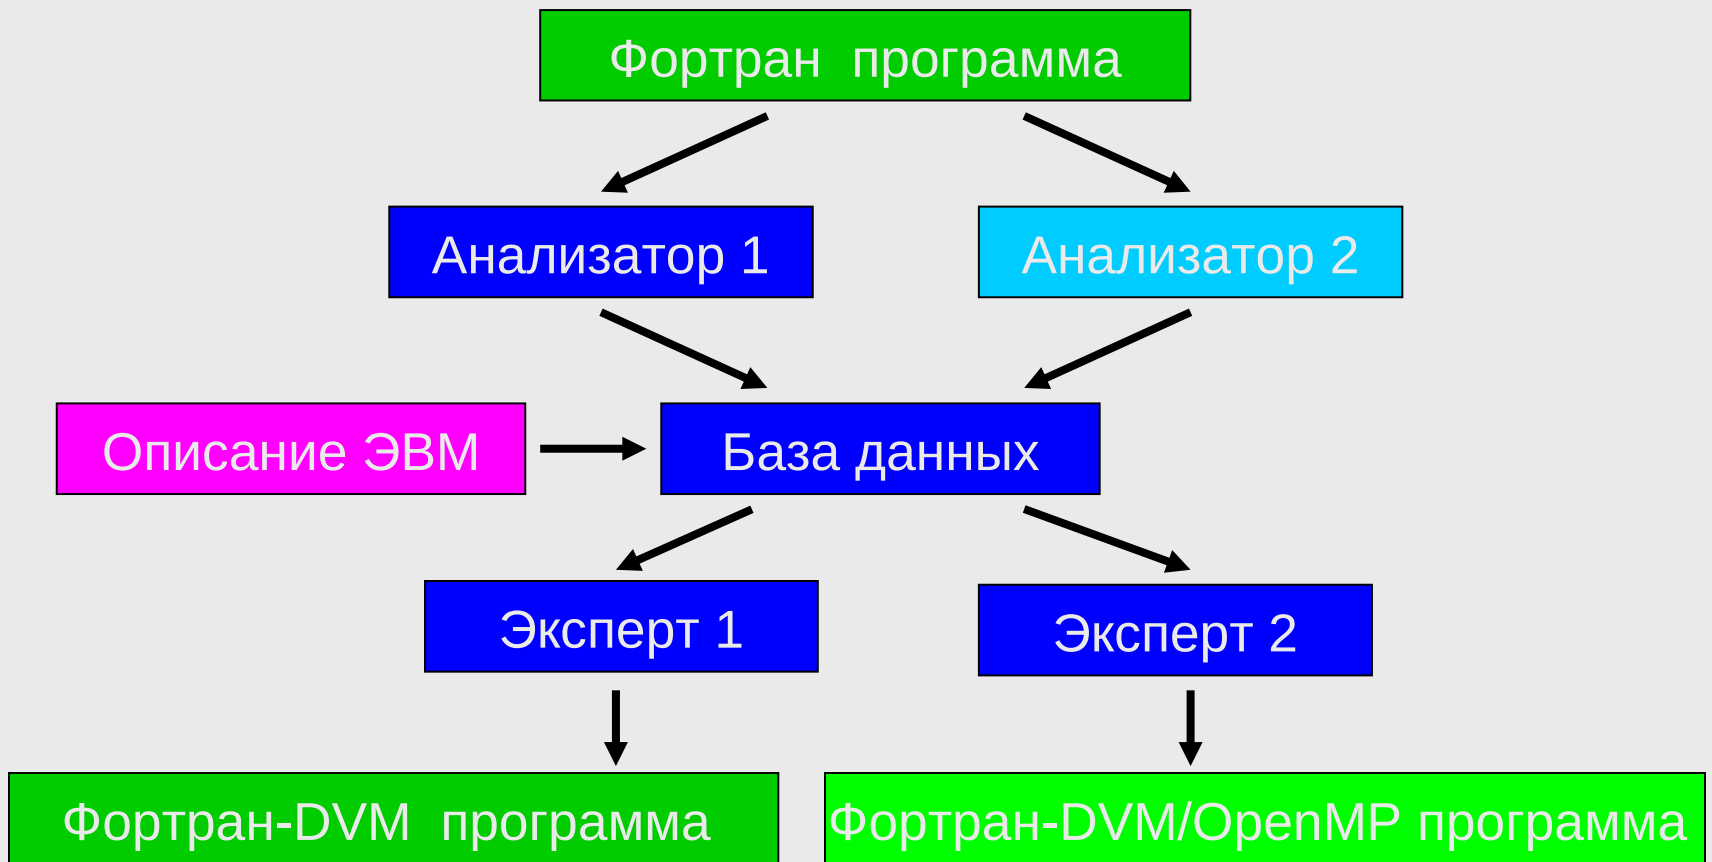 Фортран программа
Анализатор 1
Анализатор 2
Описание ЭВМ
База данных
Эксперт 1
Эксперт 2
Фортран-DVM программа
Фортран-DVM/OpenMP программа